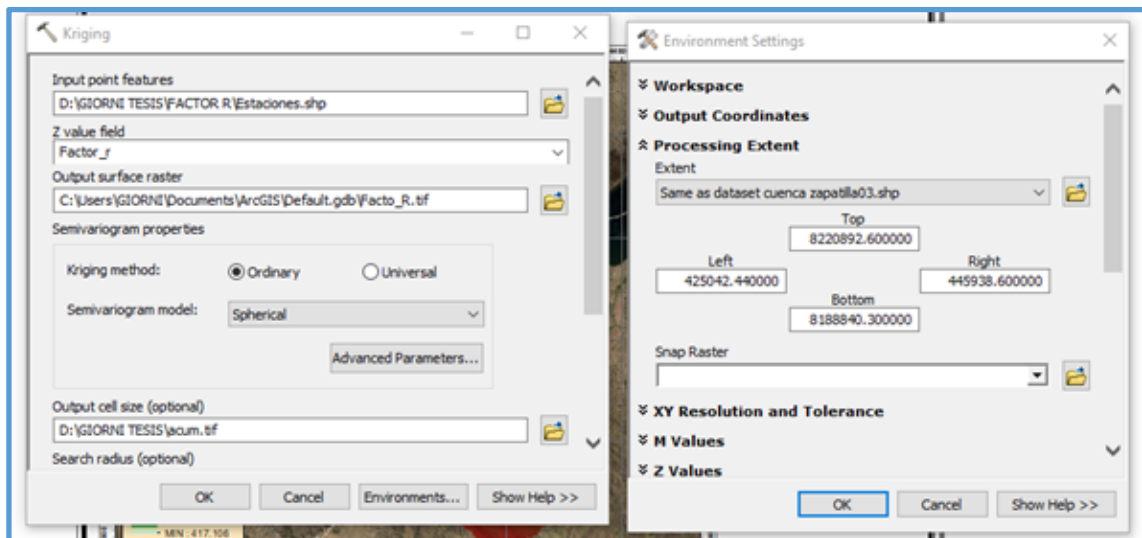 Kriging
Input point features
D:\GIORNI TESIS\FACTOR R\Estaciones.shp
Z value field
Factor_r
Output surface raster
C:\Users\GIORNI\Documents\ArcGIS\Default.gdb\Facto_R.tif
Semivariogram properties
Kriging method:
Ordinary
Universal
Semivariogram model:
Spherical
Advanced Parameters...
Output cell size (optional)
D:\GIORNI TESIS\acum.tif
Search radius (optional)
OK
Cancel
Environments...
Show Help >>
MIN : 417.106
Environment Settings
Workspace
Output Coordinates
Processing Extent
Extent
Same as dataset cuenca zapatilla03.shp
Top
8220892.600000
Left
Right
425042.440000
445938.600000
Bottom
8188840.300000
Snap Raster
XY Resolution and Tolerance
M Values
Z Values
OK
Cancel
Show Help >>